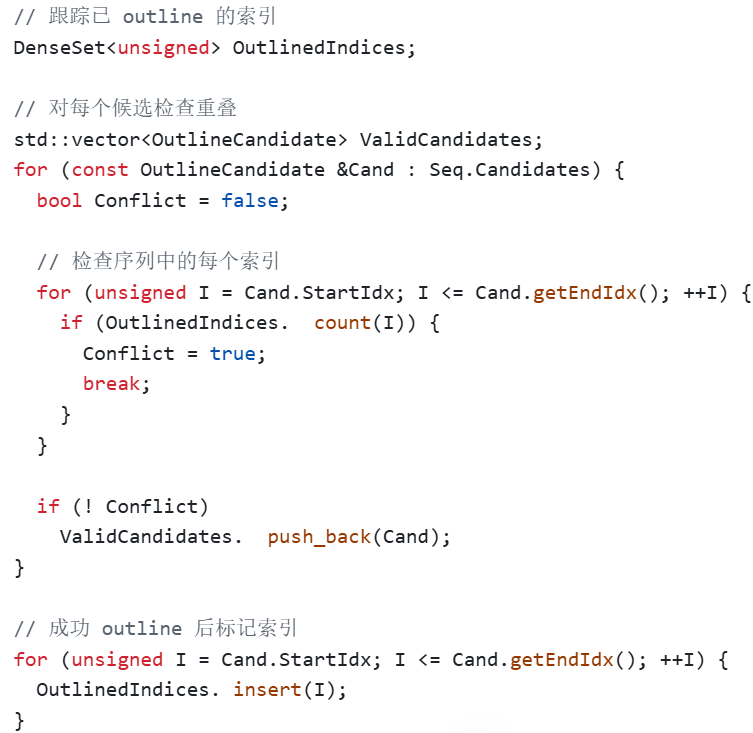 // 跟踪已 outline 的索引
DenseSet<unsigned> OutlinedIndices;

// 对每个候选检查重叠
std::vector<OutlineCandidate> ValidCandidates;
for (const OutlineCandidate &Cand : Seq.Candidates) {
  bool Conflict = false;

  // 检查序列中的每个索引
  for (unsigned I = Cand.StartIdx; I <= Cand.getEndIdx(); ++I) {
    if (OutlinedIndices.  count(I)) {
      Conflict = true;
      break;
    }
  }

  if (! Conflict)
    ValidCandidates.  push_back(Cand);
}

// 成功 outline 后标记索引
for (unsigned I = Cand.StartIdx; I <= Cand.getEndIdx(); ++I) {
  OutlinedIndices. insert(I);
}